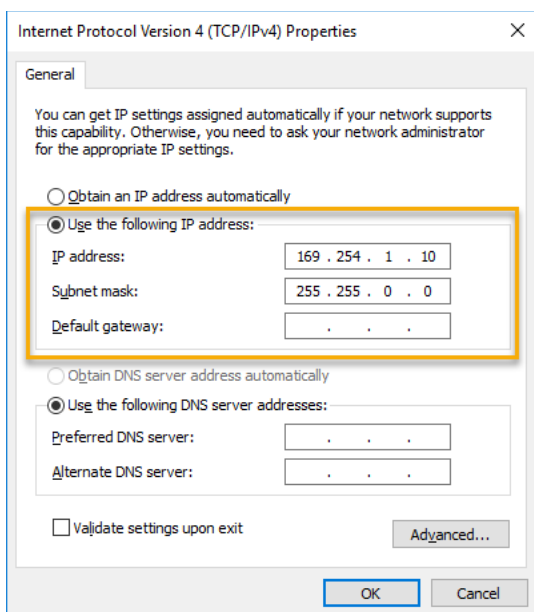 Internet Protocol Version 4 (TCP/IPv4) Properties
General
You can get IP settings assigned automatically if your network supports
this capability. Otherwise, you need to ask your network administrator
for the appropriate IP settings.
Obtain an IP address automatically
Use the following IP address:
IP address: 169 . 254 . 1 . 10
Subnet mask: 255 . 255 . 0 . 0
Default gateway: . . .
Obtain DNS server address automatically
Use the following DNS server addresses:
Preferred DNS server: . . .
Alternate DNS server: . . .
Validate settings upon exit
Advanced...
OK Cancel